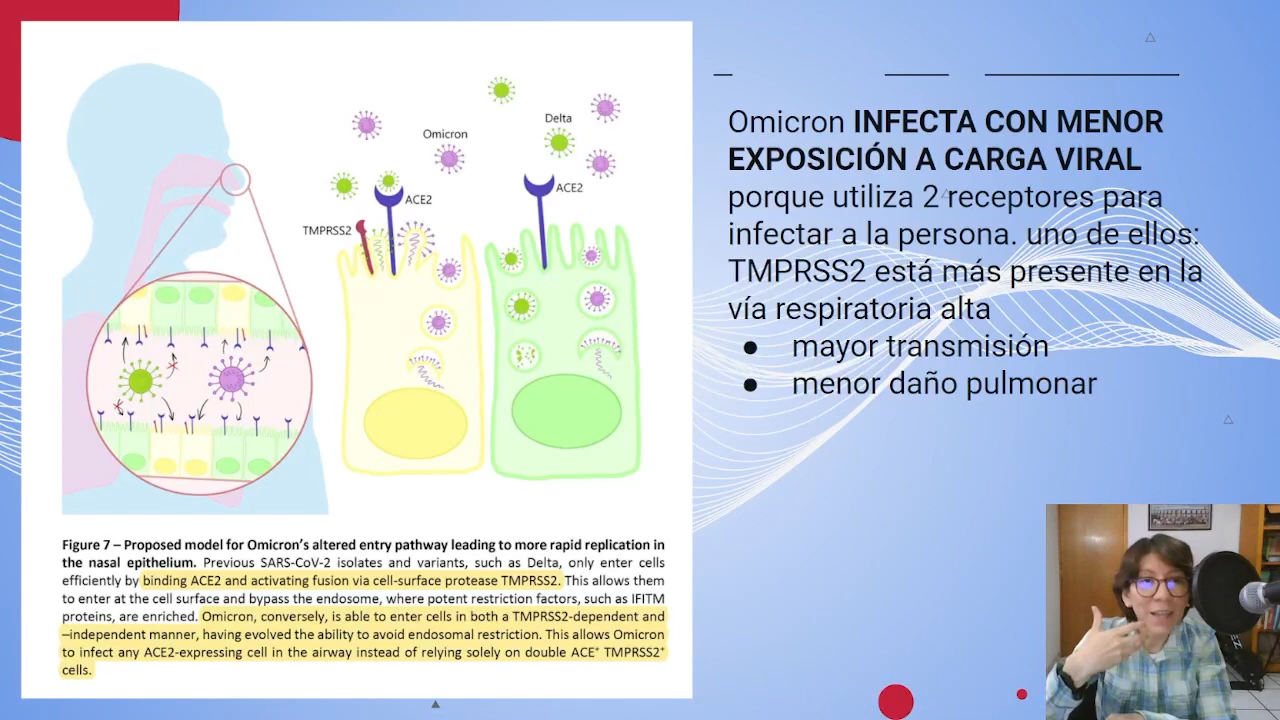 Omicron
Delta
ACE2
ACE2
TMPRSS2
Figure 7 – Proposed model for Omicron's altered entry pathway leading to more rapid replication in
the nasal epithelium. Previous SARS-CoV-2 isolates and variants, such as Delta, only enter cells
efficiently by binding ACE2 and activating fusion via cell-surface protease TMPRSS2. This allows them
to enter at the cell surface and bypass the endosome, where potent restriction factors, such as IFITM
proteins, are enriched. Omicron, conversely, is able to enter cells in both a TMPRSS2-dependent and
–independent manner, having evolved the ability to avoid endosomal restriction. This allows Omicron
to infect any ACE2-expressing cell in the airway instead of relying solely on double ACE⁺ TMPRSS2⁺
cells.
Omicron INFECTA CON MENOR
EXPOSICIÓN A CARGA VIRAL
porque utiliza 2 receptores para
infectar a la persona. uno de ellos:
TMPRSS2 está más presente en la
vía respiratoria alta
● mayor transmisión
● menor daño pulmonar